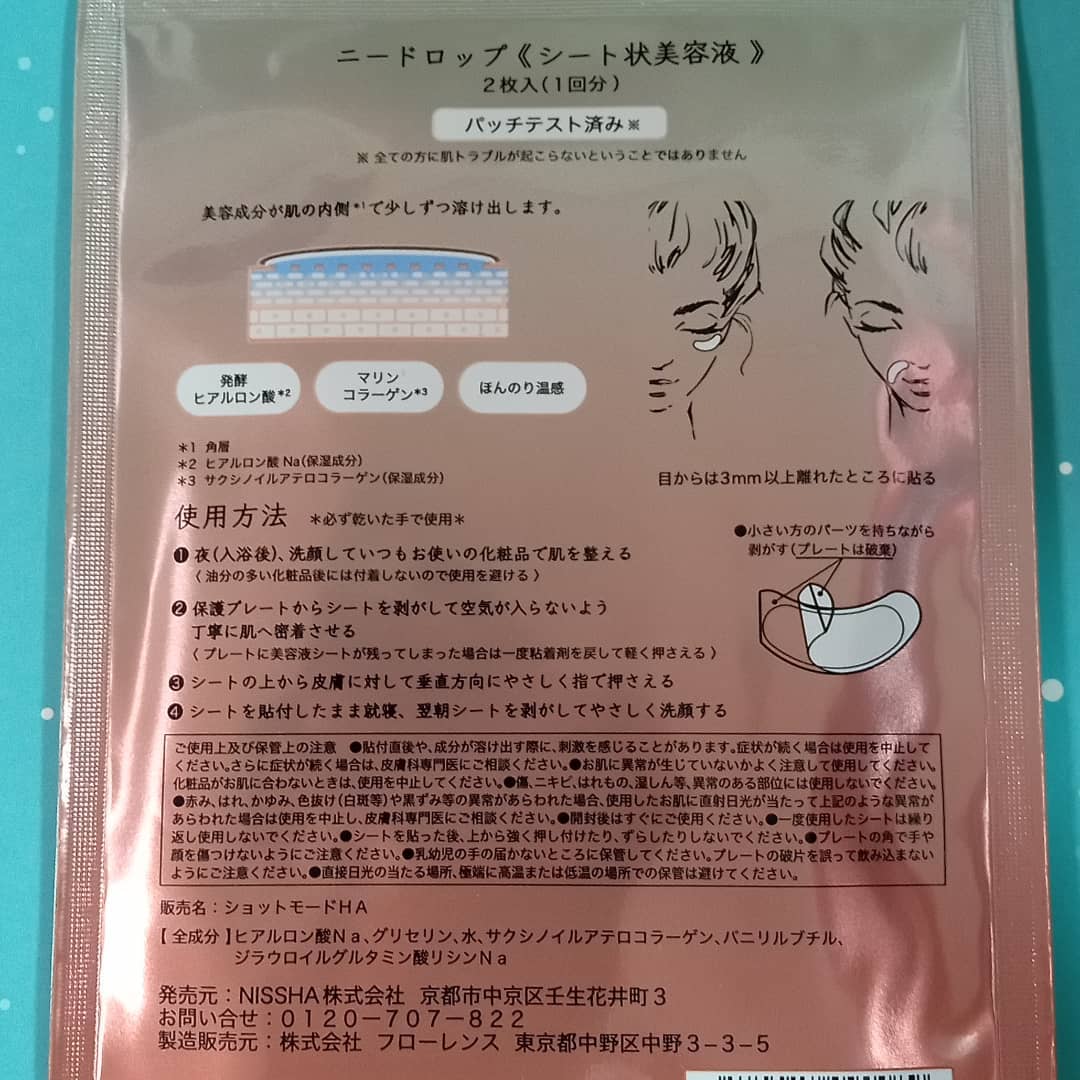 ニードロップ《シート状美容液》
2枚入(1回分)
パッチテスト済み※
※ 全ての方に肌トラブルが起こらないということではありません
美容成分が肌の内側*1で少しずつ溶け出します。
発酵
ヒアルロン酸*2
マリン
コラーゲン*3
ほんのり温感
*1 角層
*2 ヒアルロン酸 Na(保湿成分)
*3 サクシノイルアテロコラーゲン(保湿成分)
目からは3mm以上離れたところに貼る
使用方法 *必ず乾いた手で使用*
❶ 夜(入浴後)、洗顔していつもお使いの化粧品で肌を整える
〈 油分の多い化粧品後には付着しないので使用を避ける 〉
❷ 保護プレートからシートを剥がして空気が入らないよう
丁寧に肌へ密着させる
〈 プレートに美容液シートが残ってしまった場合は一度粘着剤を戻して軽く押さえる 〉
❸ シートの上から皮膚に対して垂直方向にやさしく指で押さえる
❹ シートを貼付したまま就寝、翌朝シートを剥がしてやさしく洗顔する
●小さい方のパーツを持ちながら
剥がす(プレートは破棄)
ご使用上及び保管上の注意 ●貼付直後や、成分が溶け出す際に、刺激を感じることがあります。症状が続く場合は使用を中止して
ください。さらに症状が続く場合は、皮膚科専門医にご相談ください。●お肌に異常が生じていないかよく注意して使用してください。
化粧品がお肌に合わないときは、使用を中止してください。●傷、ニキビ、はれもの、湿しん等、異常のある部位には使用しないでください。
●赤み、はれ、かゆみ、色抜け(白斑等)や黒ずみ等の異常があらわれた場合、使用したお肌に直射日光が当たって上記のような異常が
あらわれた場合は使用を中止し、皮膚科専門医にご相談ください。●開封後はすぐにご使用ください。●一度使用したシートは繰り
返し使用しないでください。●シートを貼った後、上から強く押し付けたり、ずらしたりしないでください。●プレートの角で手や
顔を傷つけないようにご注意ください。●乳幼児の手の届かないところに保管してください。プレートの破片を誤って飲み込まない
ようにご注意ください。●直接日光の当たる場所、極端に高温または低温の場所での保管は避けてください。
販売名:ショットモードHA
【全成分】ヒアルロン酸Na、グリセリン、水、サクシノイルアテロコラーゲン、バニリルブチル、
ジラウロイルグルタミン酸リシンNa
発売元:NISSHA株式会社 京都市中京区壬生花井町3
お問い合せ:0120-707-822
製造販売元:株式会社 フローレンス 東京都中野区中野3-3-5